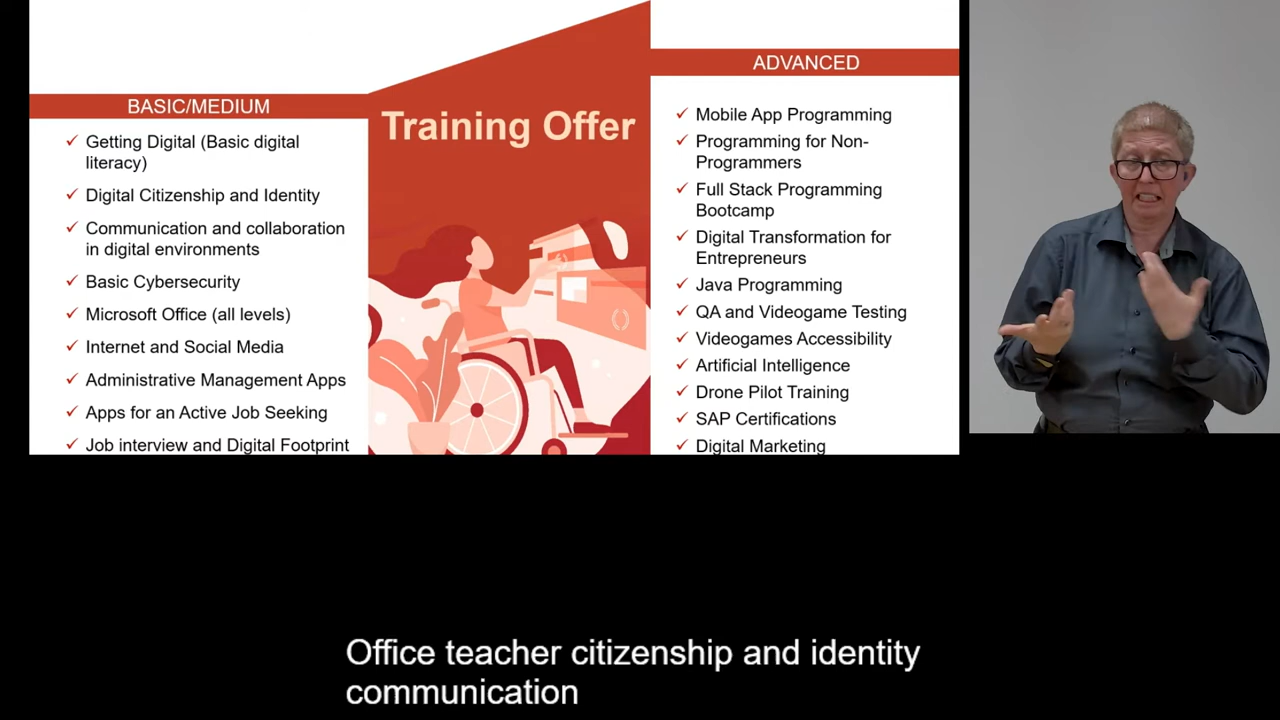 BASIC/MEDIUM
Getting Digital (Basic digital
literacy)
Digital Citizenship and Identity
Communication and collaboration
in digital environments
Basic Cybersecurity
Microsoft Office (all levels)
Internet and Social Media
Administrative Management Apps
Apps for an Active Job Seeking
Job interview and Digital Footprint
Training Offer
ADVANCED
Mobile App Programming
Programming for Non-
Programmers
Full Stack Programming
Bootcamp
Digital Transformation for
Entrepreneurs
Java Programming
QA and Videogame Testing
Videogames Accessibility
Artificial Intelligence
Drone Pilot Training
SAP Certifications
Digital Marketing
Office teacher citizenship and identity
communication